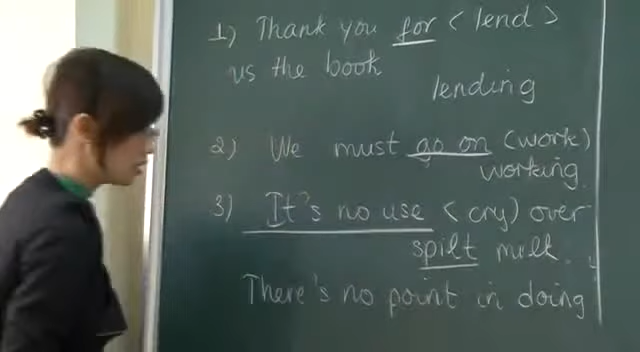 1) Thank you for <lend>
us the book
lending
2) We must go on (work)
working.
3) It's no use <cry) over
spilt milk.
There's no point in doing